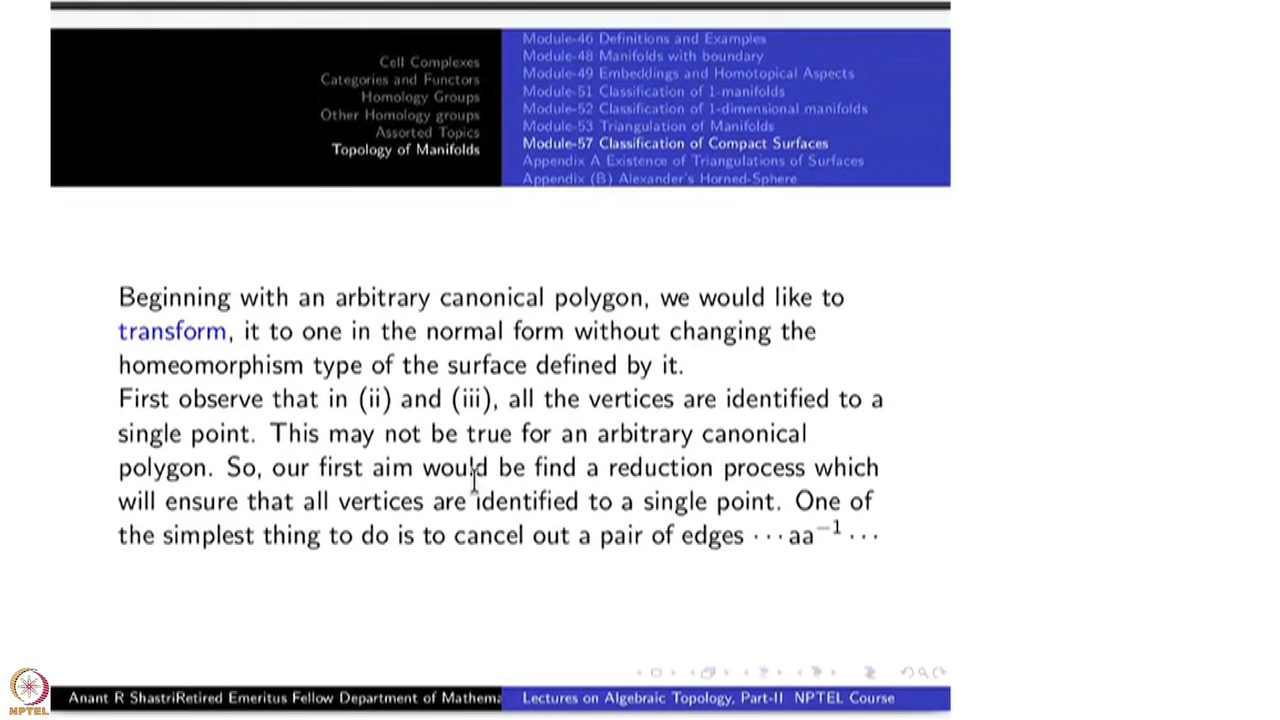 Cell Complexes
Categories and Functors
Homology Groups
Other Homology groups
Assorted Topics
Topology of Manifolds
Module-46 Definitions and Examples
Module-48 Manifolds with boundary
Module-49 Embeddings and Homotopical Aspects
Module-51 Classification of 1-manifolds
Module-52 Classification of 1-dimensional manifolds
Module-53 Triangulation of Manifolds
Module-57 Classification of Compact Surfaces
Appendix A Existence of Triangulations of Surfaces
Appendix (B) Alexander's Horned-Sphere
Beginning with an arbitrary canonical polygon, we would like to
transform, it to one in the normal form without changing the
homeomorphism type of the surface defined by it.
First observe that in (ii) and (iii), all the vertices are identified to a
single point. This may not be true for an arbitrary canonical
polygon. So, our first aim would be find a reduction process which
will ensure that all vertices are identified to a single point. One of
the simplest thing to do is to cancel out a pair of edges ⋯aa⁻¹⋯
NPTEL
Anant R ShastriRetired Emeritus Fellow Department of Mathema
Lectures on Algebraic Topology, Part-II NPTEL Course